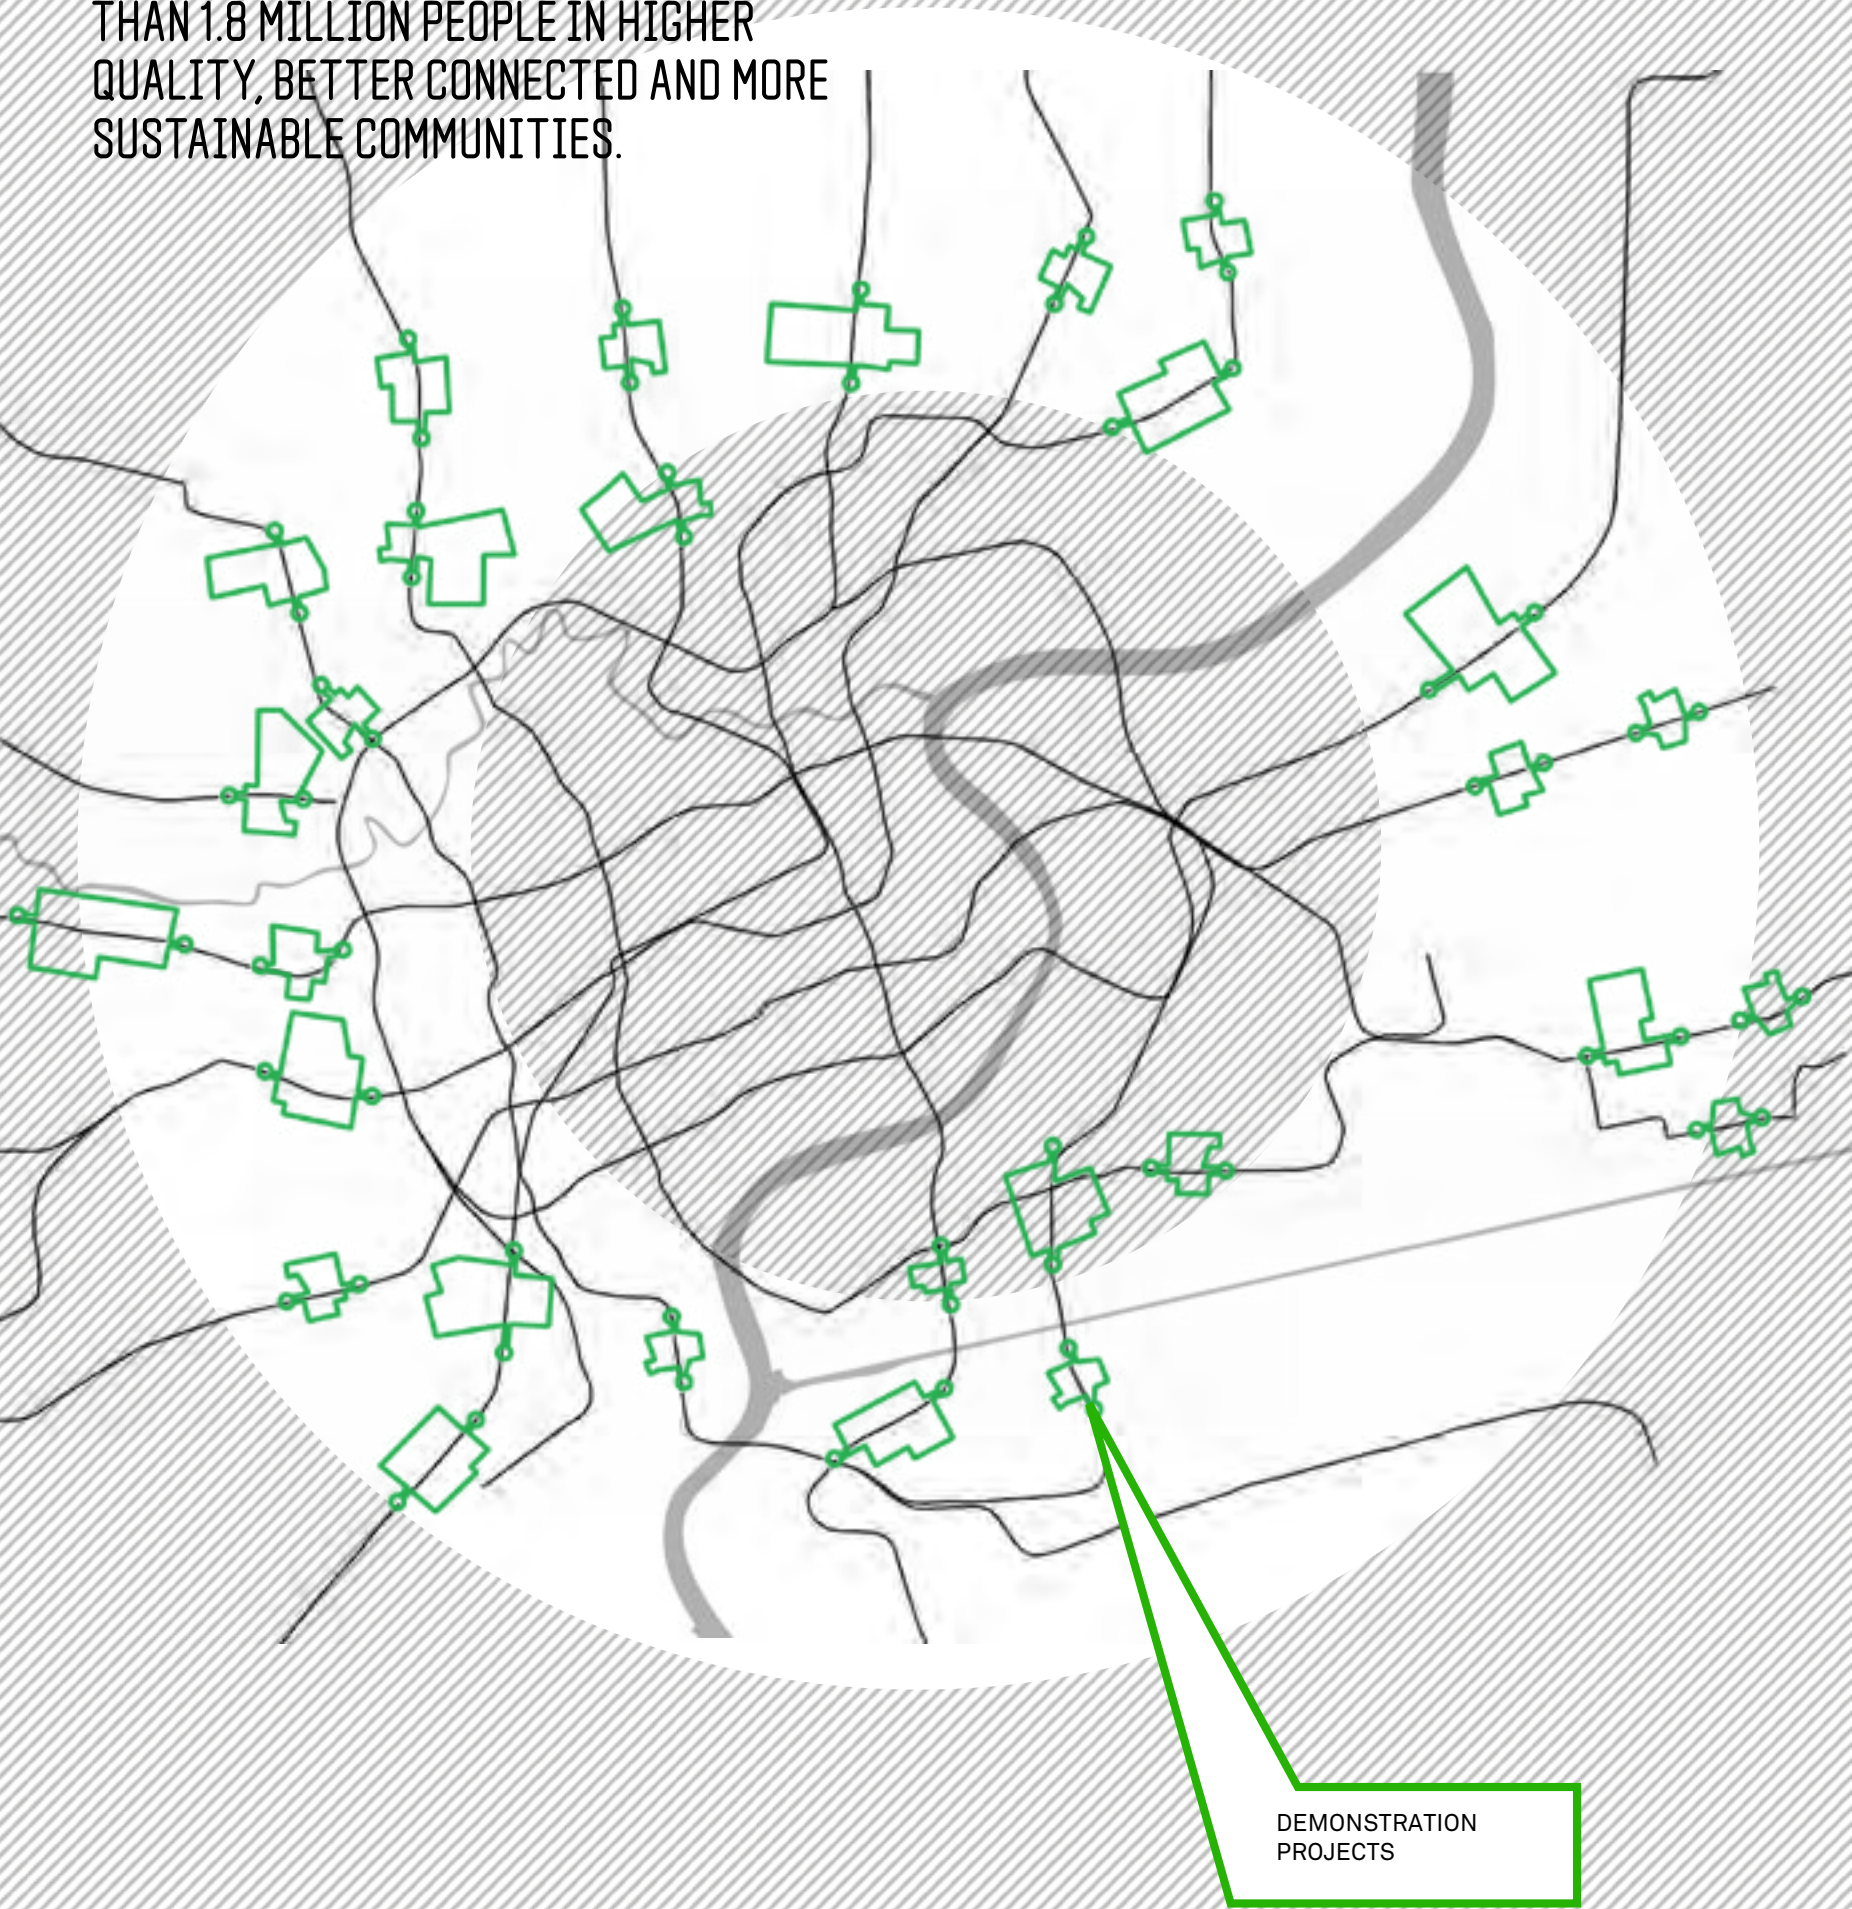 THAN 1.8 MILLION PEOPLE IN HIGHER
QUALITY, BETTER CONNECTED AND MORE
SUSTAINABLE COMMUNITIES.
DEMONSTRATION
PROJECTS